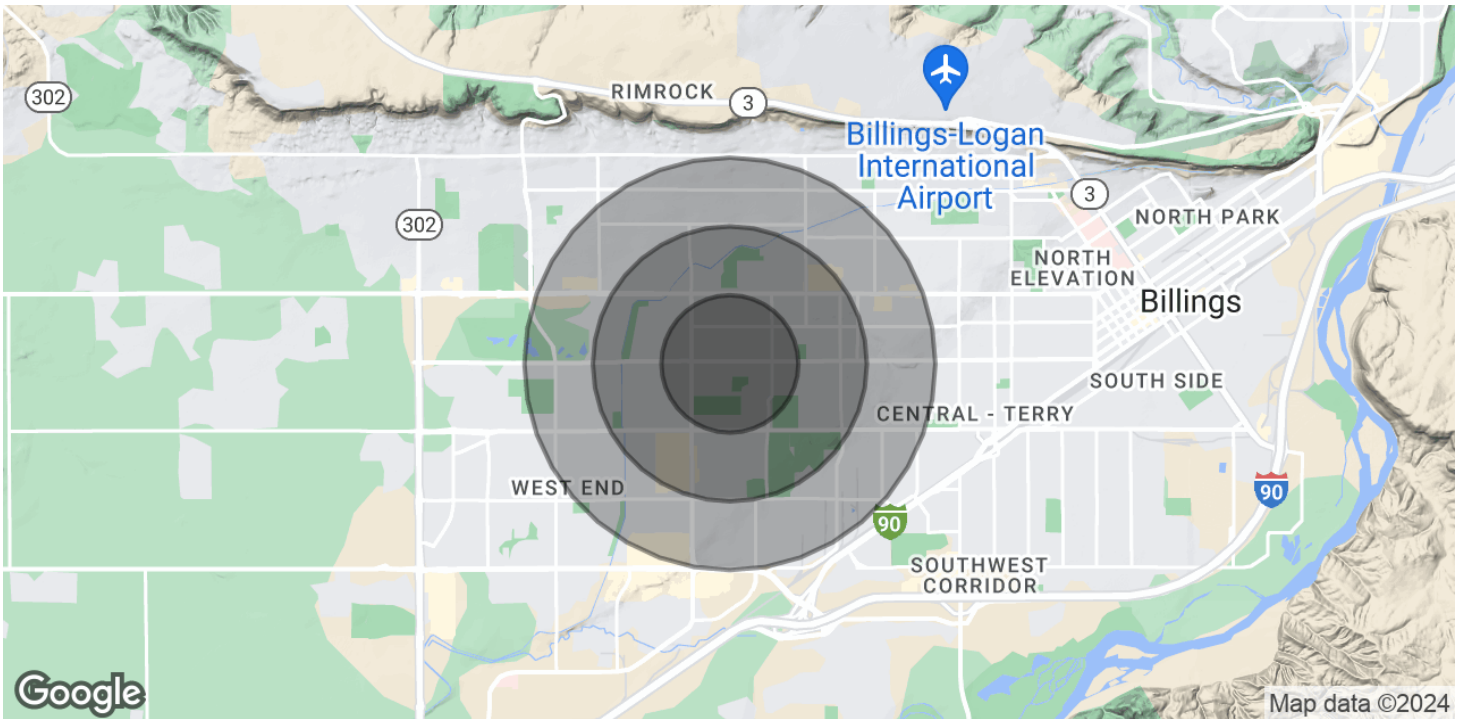 302
RIMROCK
3
Billings-Logan
International
Airport
3
302
NORTH PARK
NORTH
ELEVATION
Billings
SOUTH SIDE
CENTRAL - TERRY
WEST END
90
90
SOUTHWEST
CORRIDOR
Google
Map data ©2024